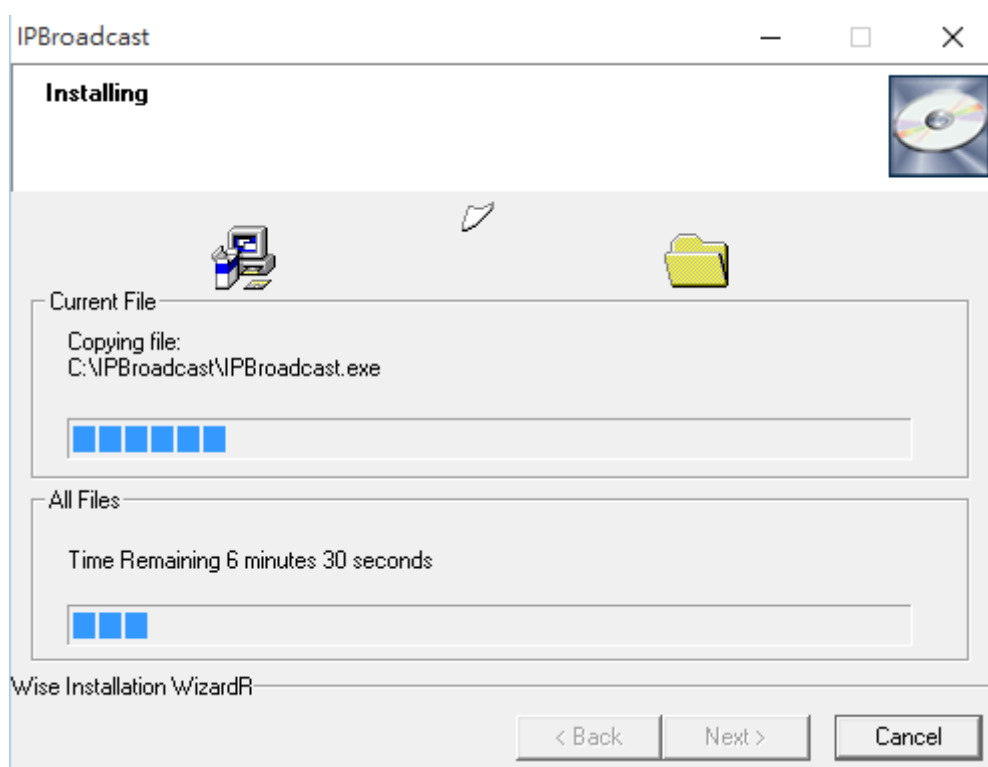 IPBroadcast
Installing
Current File
Copying file:
C:\IPBroadcast\IPBroadcast.exe
All Files
Time Remaining 6 minutes 30 seconds
Wise Installation WizardR
< Back
Next >
Cancel